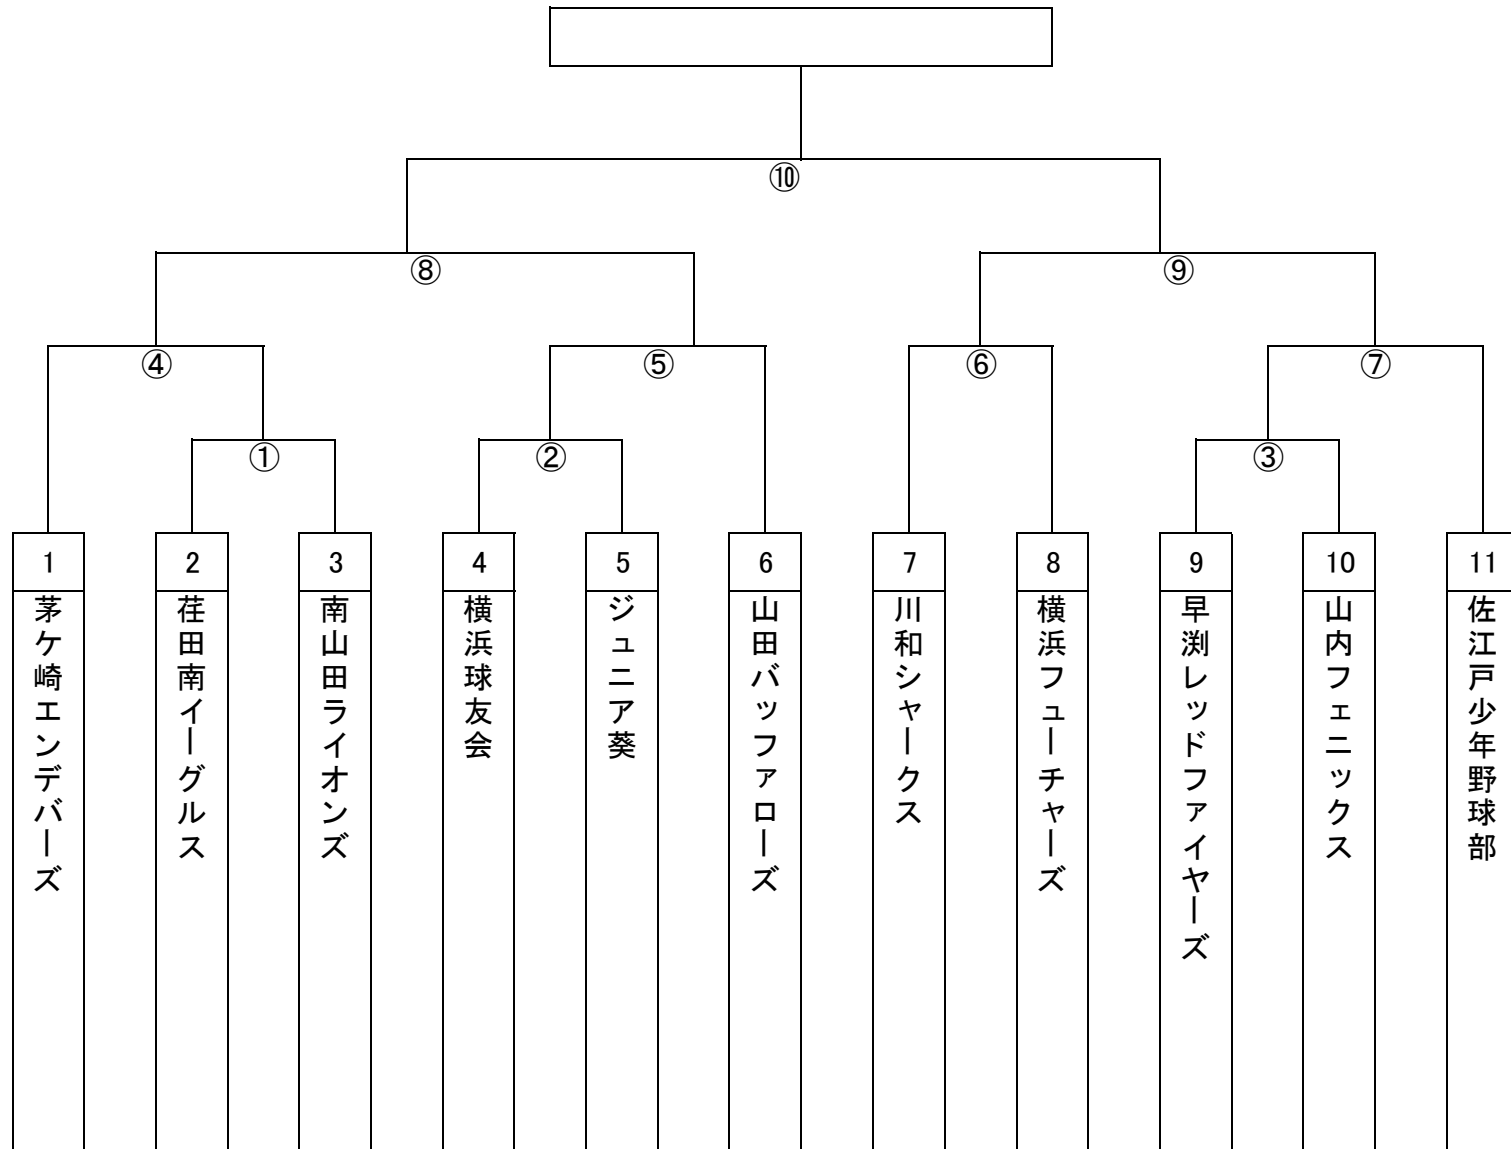 ⑩
⑧
⑨
④
⑤
⑥
⑦
①
②
③
1
2
3
4
5
6
7
8
9
10
11
茅ケ崎エンデバーズ
荏田南イーグルス
南山田ライオンズ
横浜球友会
ジュニア葵
山田バッファローズ
川和シャークス
横浜フューチャーズ
早渕レッドファイヤーズ
山内フェニックス
佐江戸少年野球部